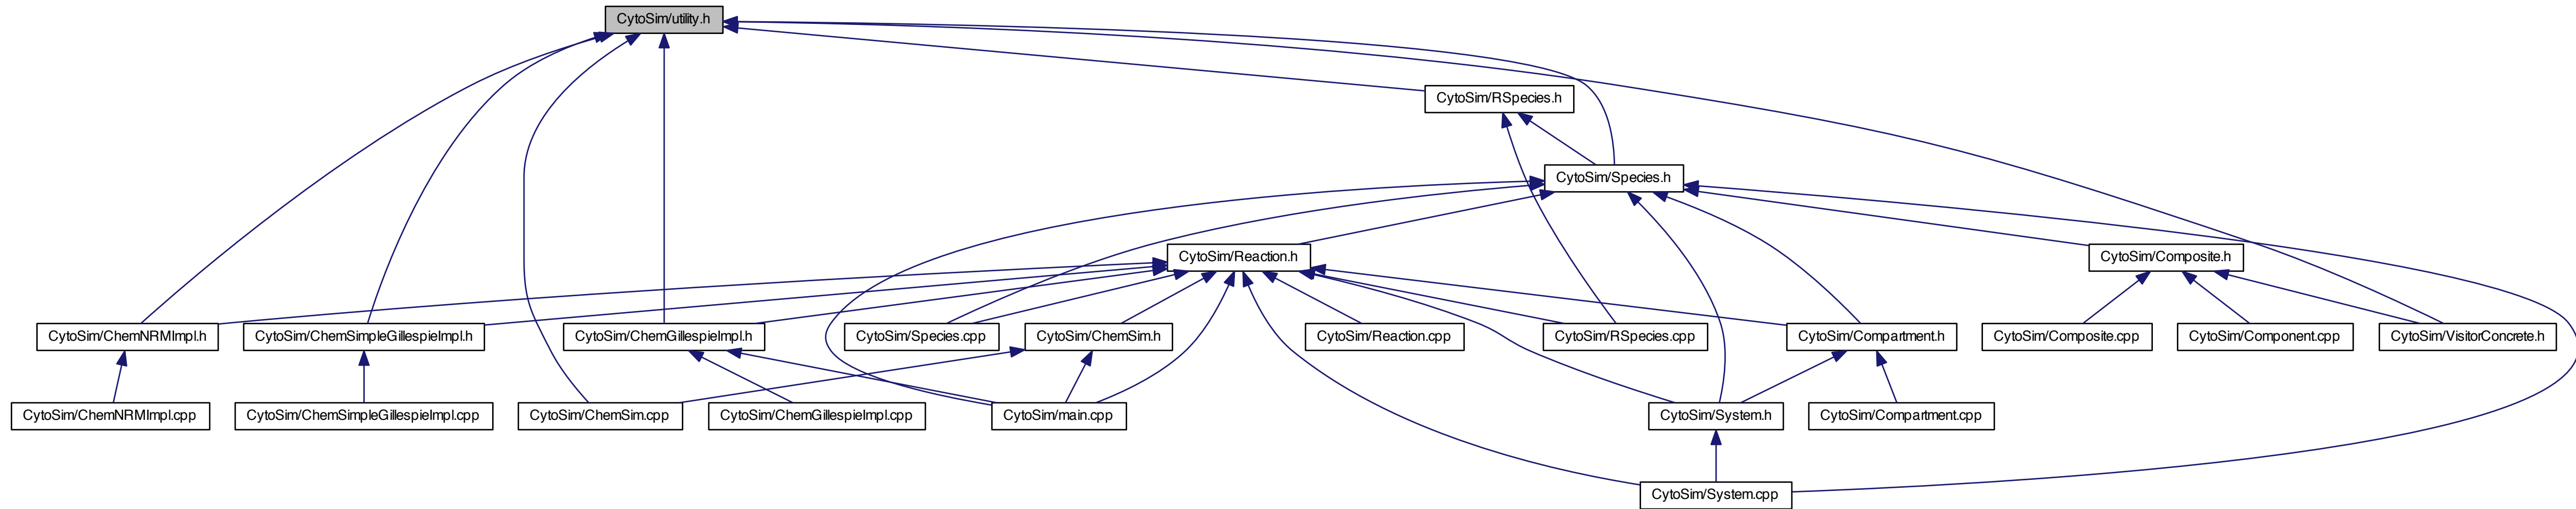 CytoSim/utility.h
CytoSim/RSpecies.h
CytoSim/Species.h
CytoSim/Reaction.h
CytoSim/Composite.h
CytoSim/ChemNRMImpl.h
CytoSim/ChemSimpleGillespieImpl.h
CytoSim/ChemGillespieImpl.h
CytoSim/Species.cpp
CytoSim/ChemSim.h
CytoSim/Reaction.cpp
CytoSim/RSpecies.cpp
CytoSim/Compartment.h
CytoSim/Composite.cpp
CytoSim/Component.cpp
CytoSim/VisitorConcrete.h
CytoSim/ChemNRMImpl.cpp
CytoSim/ChemSimpleGillespieImpl.cpp
CytoSim/ChemSim.cpp
CytoSim/ChemGillespieImpl.cpp
CytoSim/main.cpp
CytoSim/System.h
CytoSim/Compartment.cpp
CytoSim/System.cpp